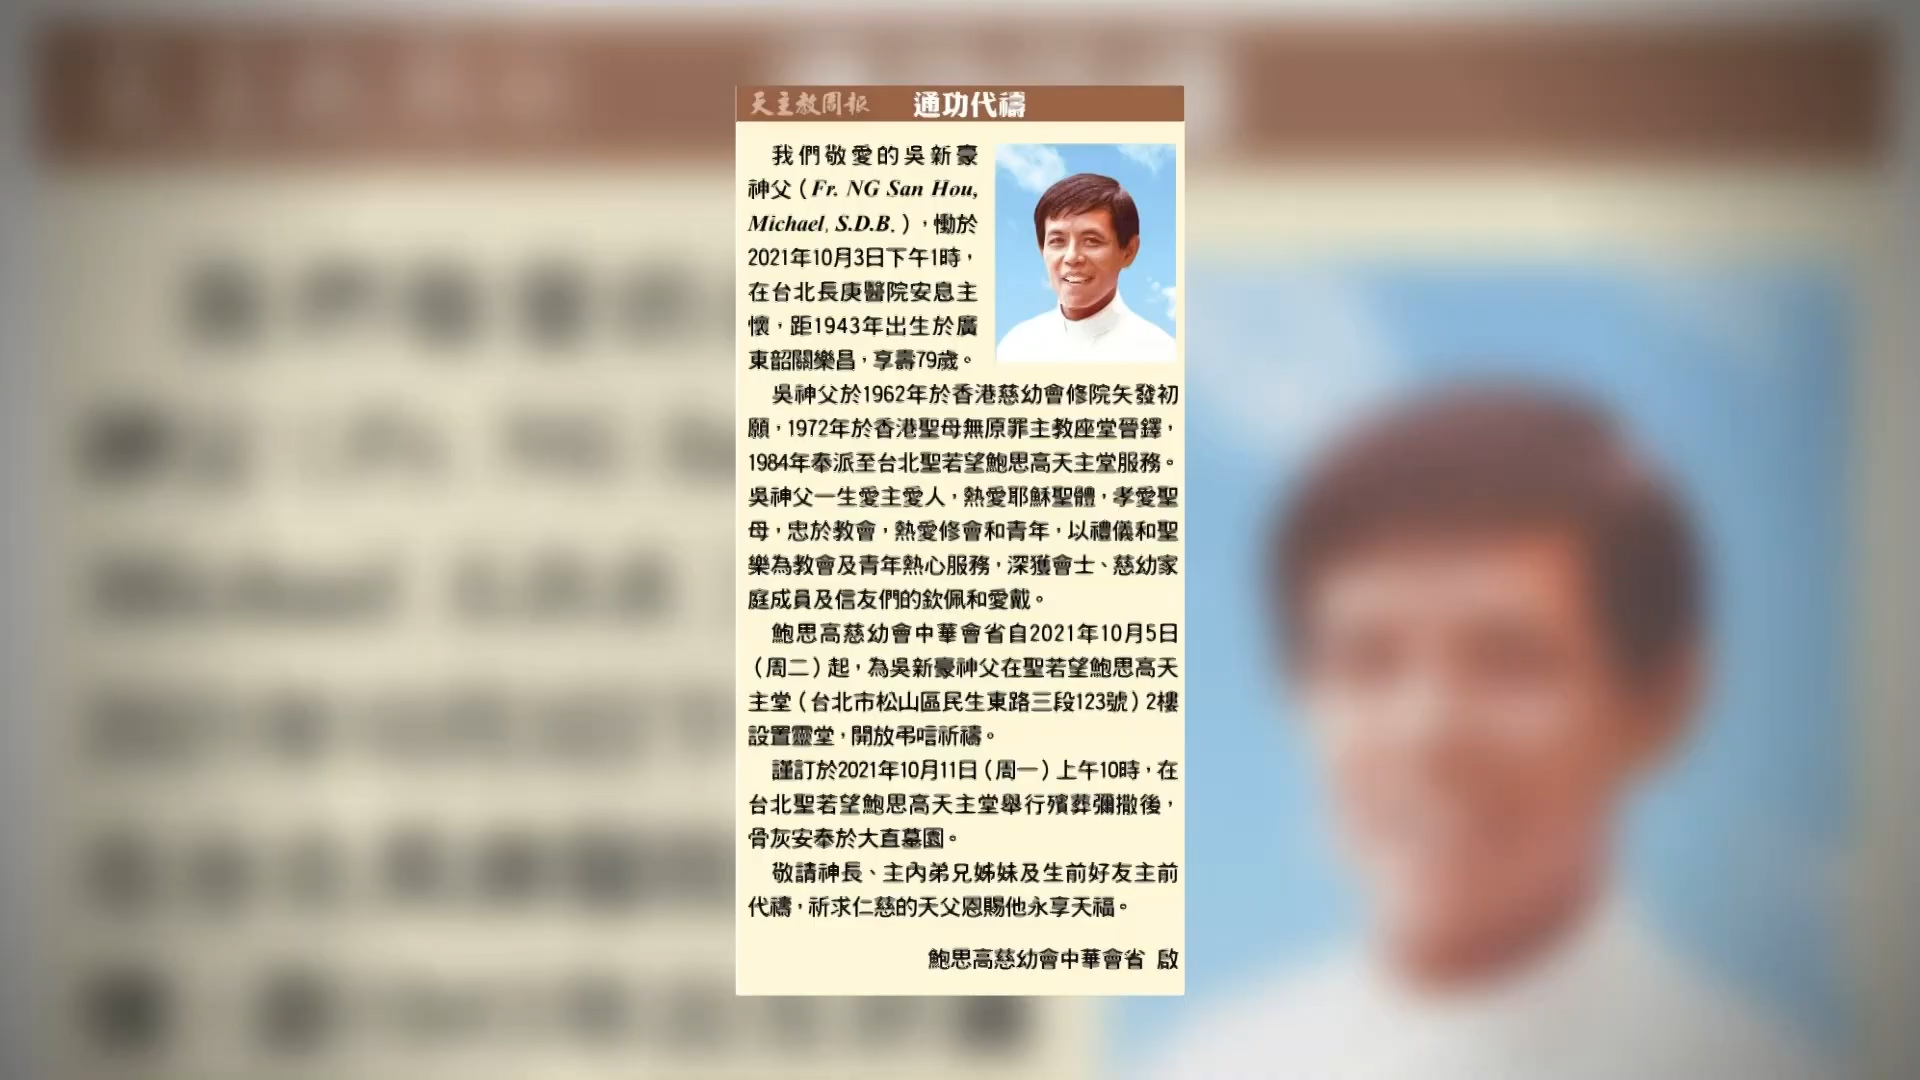 天主教周報 通功代禱
我們敬愛的吳新豪
神父（Fr. NG San Hou,
Michael, S.D.B.），慟於
2021年10月3日下午1時，
在台北長庚醫院安息主
懷，距1943年出生於廣
東韶關樂昌，享壽79歲。
吳神父於1962年於香港慈幼會修院矢發初
願，1972年於香港聖母無原罪主教座堂晉鐸，
1984年奉派至台北聖若望鮑思高天主堂服務。
吳神父一生愛主愛人，熱愛耶穌聖體，孝愛聖
母，忠於教會，熱愛修會和青年，以禮儀和聖
樂為教會及青年熱心服務，深獲會士、慈幼家
庭成員及信友們的欽佩和愛戴。
鮑思高慈幼會中華會省自2021年10月5日
（周二）起，為吳新豪神父在聖若望鮑思高天
主堂（台北市松山區民生東路三段123號）2樓
設置靈堂，開放弔唁祈禱。
謹訂於2021年10月11日（周一）上午10時，在
台北聖若望鮑思高天主堂舉行殯葬彌撒後，
骨灰安奉於大直墓園。
敬請神長、主內弟兄姊妹及生前好友主前
代禱，祈求仁慈的天父恩賜他永享天福。
鮑思高慈幼會中華會省 啟